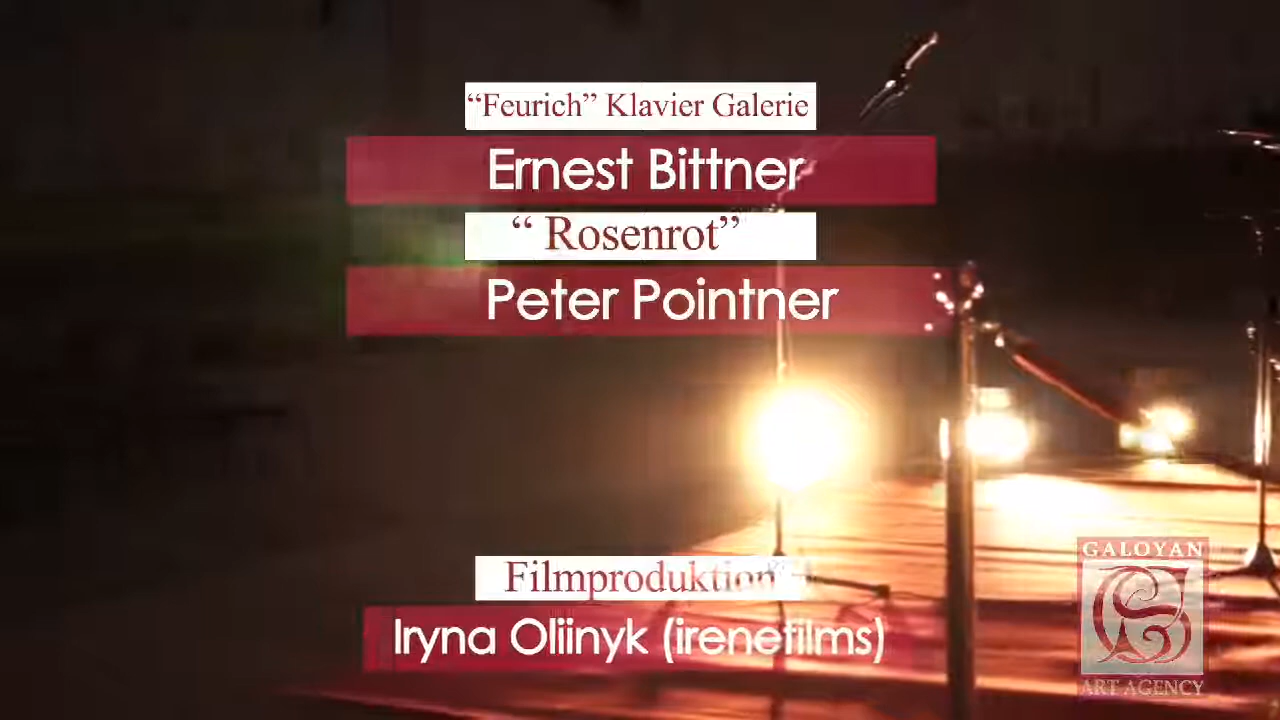 “Feurich” Klavier Galerie
Ernest Bittner
“ Rosenrot”
Peter Pointner
Filmproduktion
Iryna Oliinyk (irenefilms)
GALOYAN
ART AGENCY